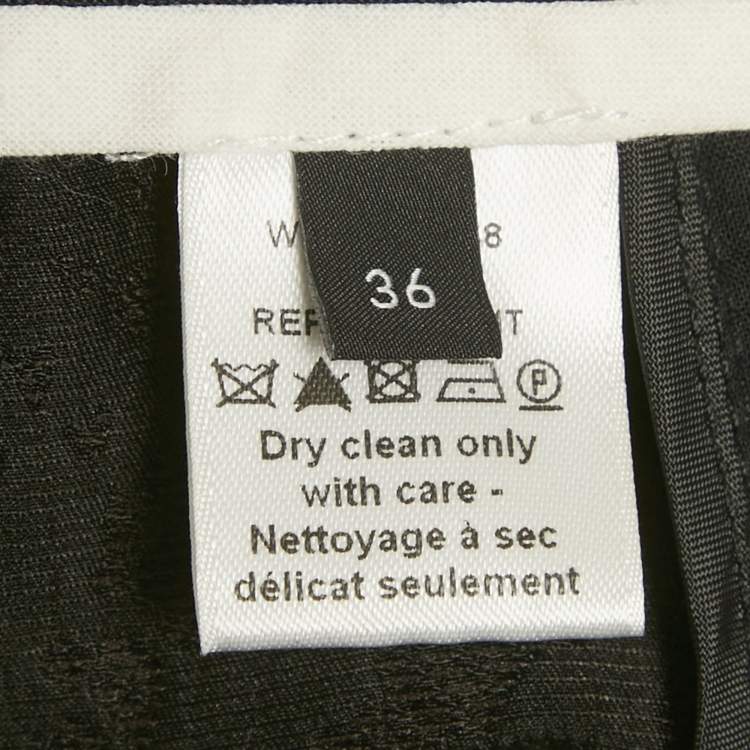 36
Dry clean only
with care -
Nettoyage à sec
délicat seulement